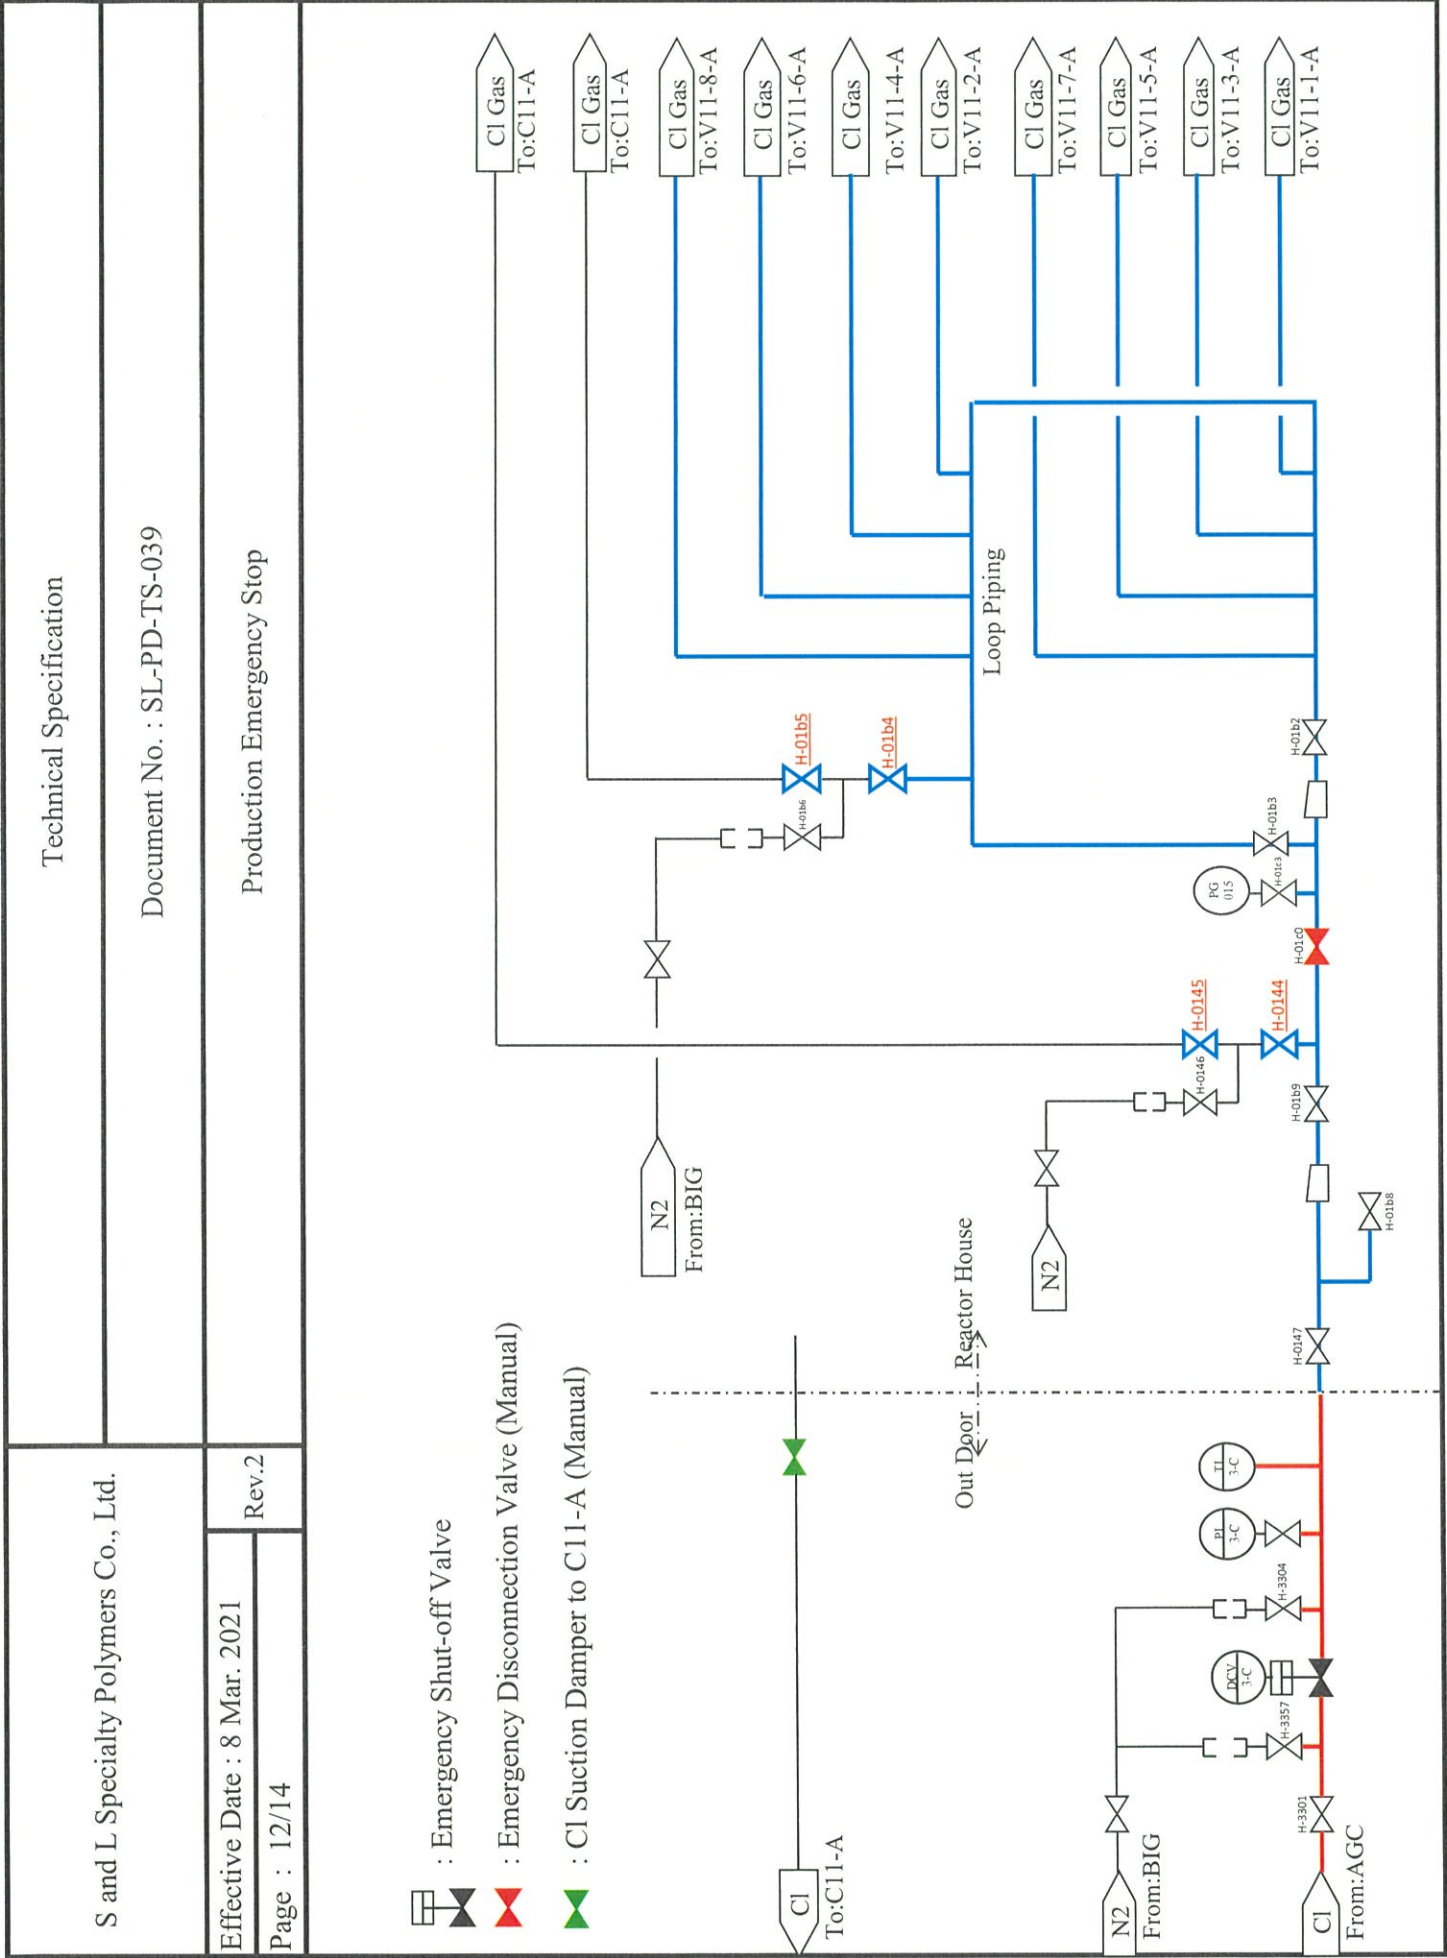 S and L Specialty Polymers Co., Ltd.
Technical Specification
Document No. : SL-PD-TS-039
Effective Date : 8 Mar. 2021
Rev.2
Page : 12/14
Production Emergency Stop
: Emergency Shut-off Valve
: Emergency Disconnection Valve (Manual)
: Cl Suction Damper to C11-A (Manual)
Cl
To:C11-A
Cl Gas
To:C11-A
Cl Gas
To:C11-A
Cl Gas
To:V11-8-A
Cl Gas
To:V11-6-A
Cl Gas
To:V11-4-A
Cl Gas
To:V11-2-A
Cl Gas
To:V11-7-A
Cl Gas
To:V11-5-A
Cl Gas
To:V11-3-A
Cl Gas
To:V11-1-A
N2
From:BIG
H-01b5
H-01b4
H-01b6
Loop Piping
Out Door
Reactor House
N2
H-0145
H-0144
H-0146
N2
From:BIG
Cl
From:AGC
H-3301
H-3357
DCV
3-C
H-3304
PI
3-C
TI
3-C
H-0147
H-01b8
H-01b9
H-01c0
PG
015
H-01c3
H-01b3
H-01b2